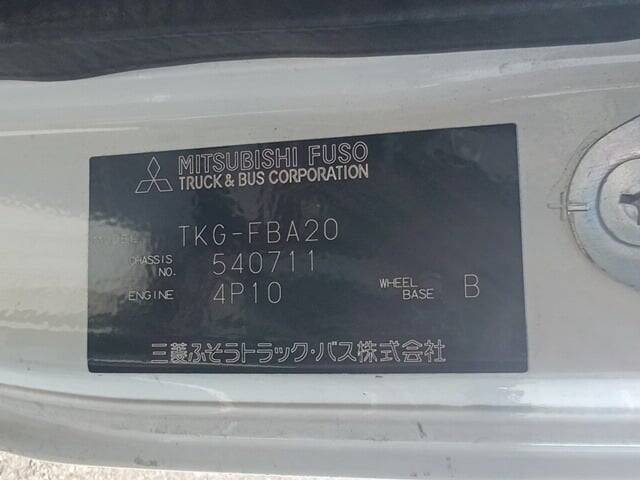 MITSUBISHI FUSO
TRUCK & BUS CORPORATION
MODEL TKG-FBA20
CHASSIS NO. 540711
ENGINE 4P10 WHEEL BASE B
三菱ふそうトラック・バス株式会社